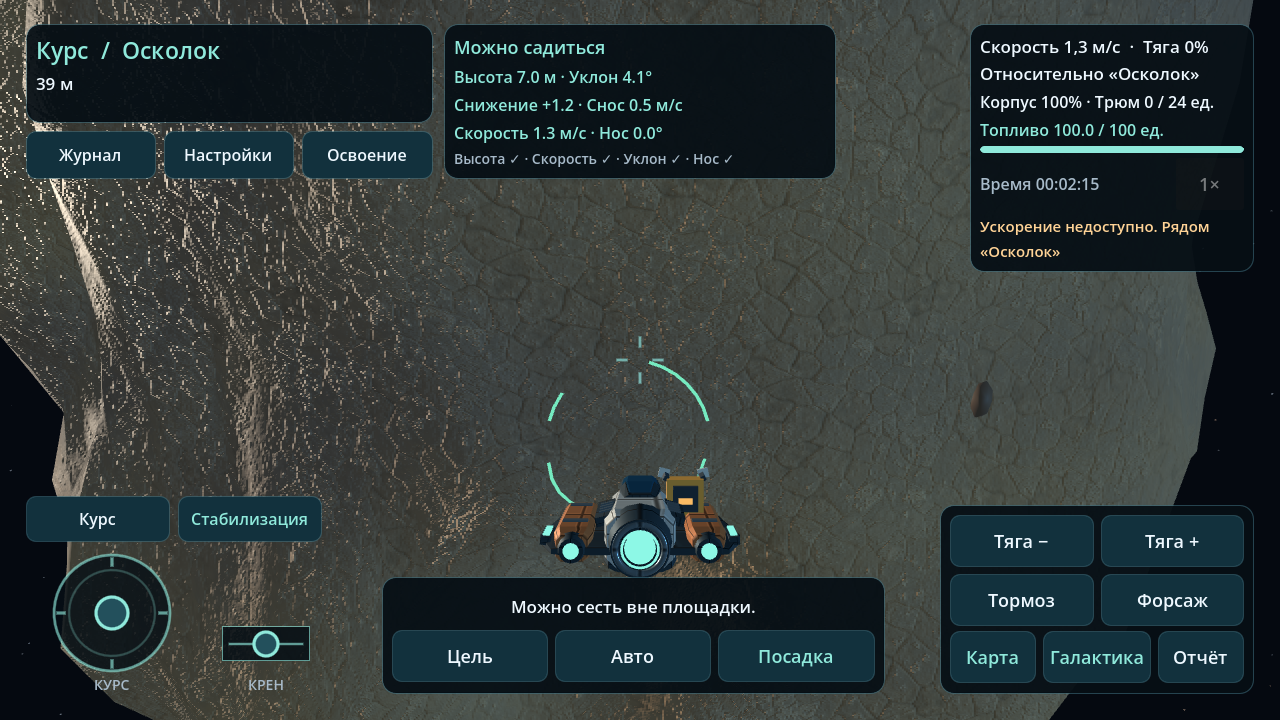 Курс / Осколок
39 м
Журнал
Настройки
Освоение
Можно садиться
Высота 7.0 м · Уклон 4.1°
Снижение +1.2 · Снос 0.5 м/с
Скорость 1.3 м/с · Нос 0.0°
Высота ✓ · Скорость ✓ · Уклон ✓ · Нос ✓
Скорость 1,3 м/с · Тяга 0%
Относительно «Осколок»
Корпус 100% · Трюм 0 / 24 ед.
Топливо 100.0 / 100 ед.
Время 00:02:15 1×
Ускорение недоступно. Рядом
«Осколок»
Курс
Стабилизация
КУРС
КРЕН
Можно сесть вне площадки.
Цель
Авто
Посадка
Тяга −
Тяга +
Тормоз
Форсаж
Карта
Галактика
Отчёт